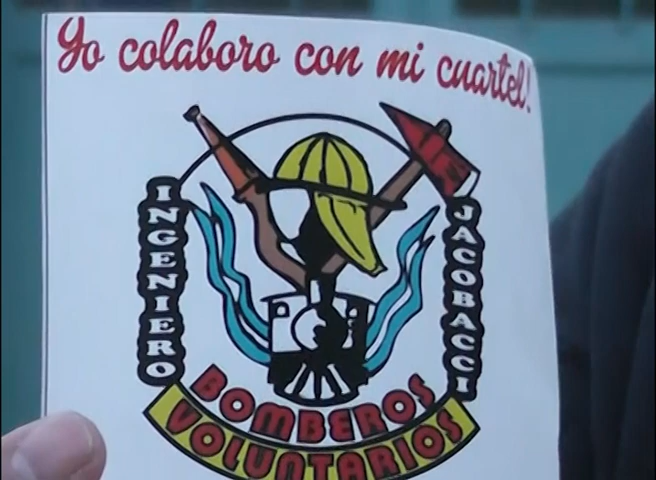 Yo colaboro con mi cuartel!
INGENIERO
JACOBACCI
BOMBEROS
VOLUNTARIOS